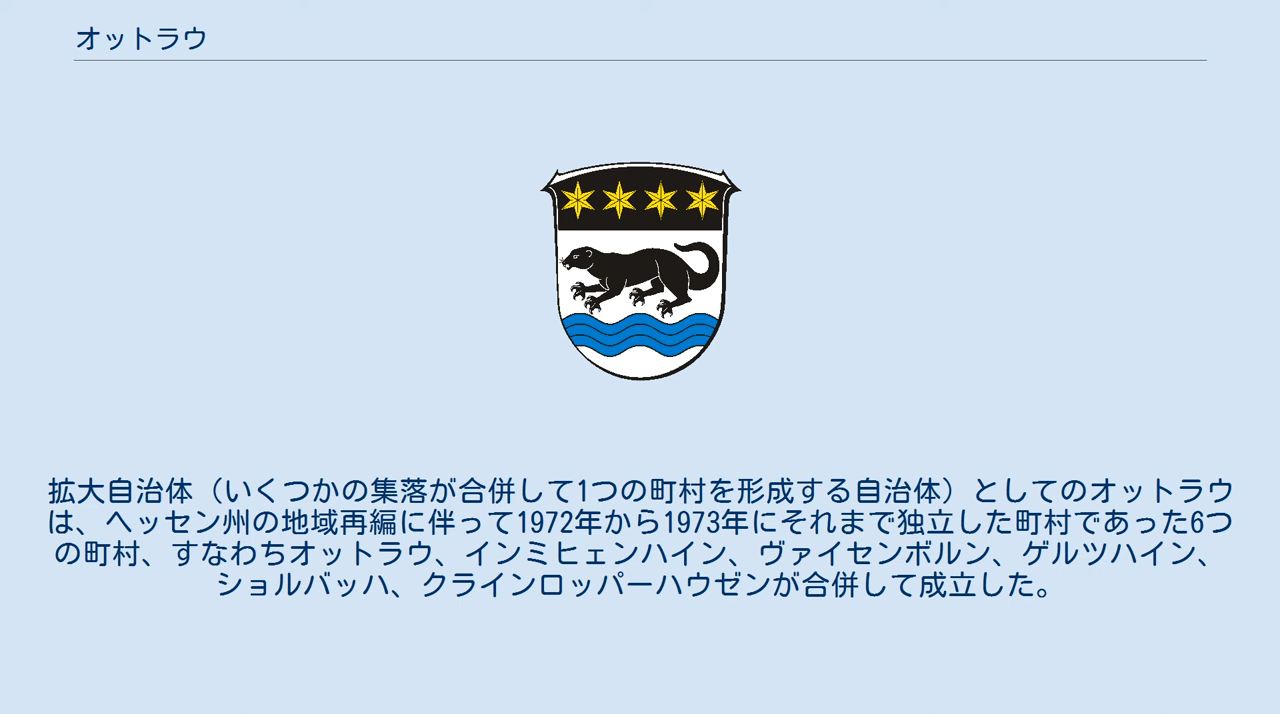 オットラウ
拡大自治体（いくつかの集落が合併して1つの町村を形成する自治体）としてのオットラウ
は、ヘッセン州の地域再編に伴って1972年から1973年にそれまで独立した町村であった6つ
の町村、すなわちオットラウ、インミヒェンハイン、ヴァイセンボルン、ゲルツハイン、
ショルバッハ、クラインロッパーハウゼンが合併して成立した。